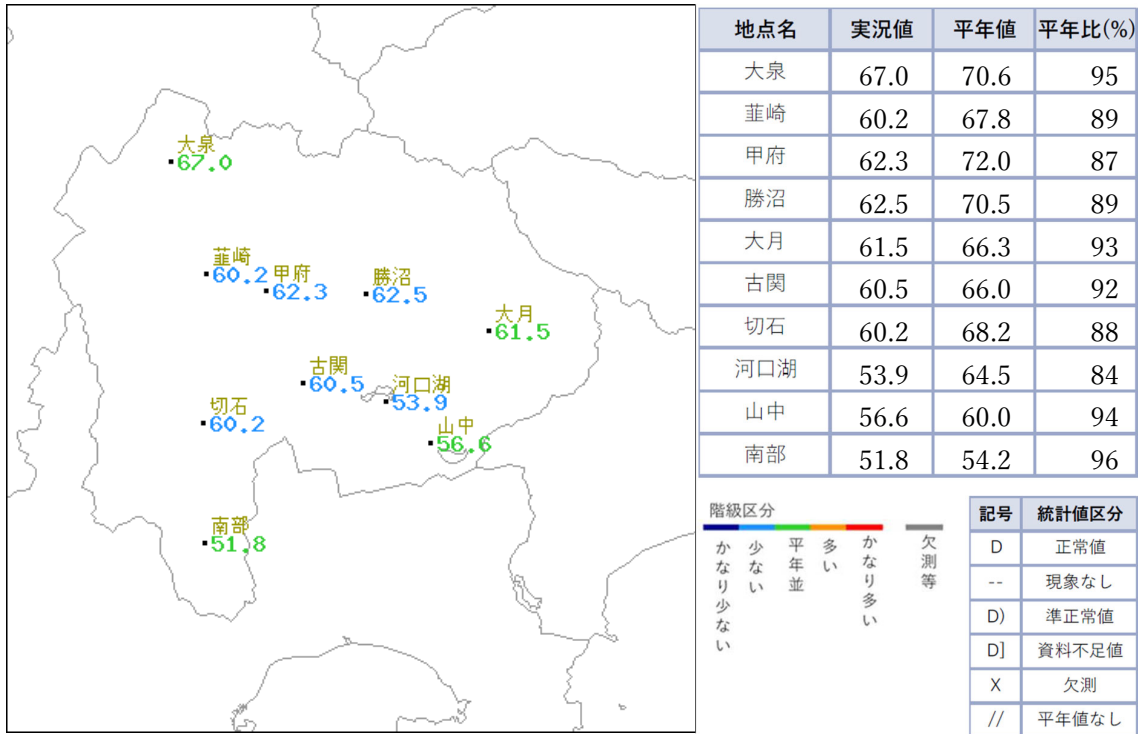 大泉
67.0
韮崎
60.2
甲府
62.3
勝沼
62.5
大月
61.5
古関
60.5
河口湖
53.9
切石
60.2
山中
56.6
南部
51.8
地点名 実況値 平年値 平年比(%)
大泉 67.0 70.6 95
韮崎 60.2 67.8 89
甲府 62.3 72.0 87
勝沼 62.5 70.5 89
大月 61.5 66.3 93
古関 60.5 66.0 92
切石 60.2 68.2 88
河口湖 53.9 64.5 84
山中 56.6 60.0 94
南部 51.8 54.2 96
階級区分
かなり少ない
少ない
平年並
多い
かなり多い
欠測等
記号 統計値区分
D 正常値
-- 現象なし
D) 準正常値
D] 資料不足値
X 欠測
// 平年値なし